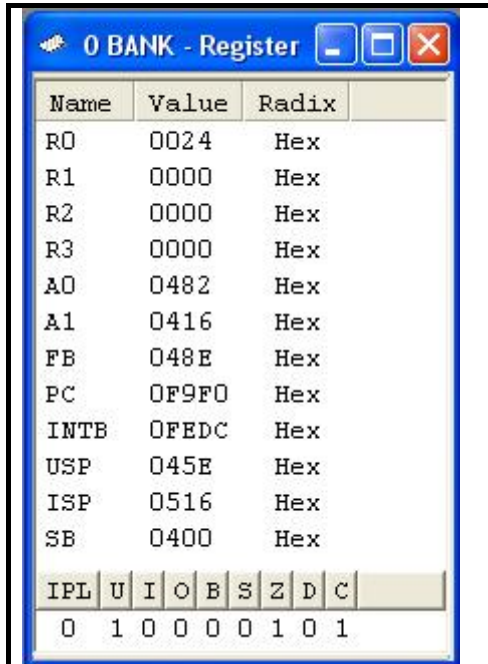 0 BANK - Register
Name Value Radix
R0 0024 Hex
R1 0000 Hex
R2 0000 Hex
R3 0000 Hex
A0 0482 Hex
A1 0416 Hex
FB 048E Hex
PC 0F9F0 Hex
INTB 0FEDC Hex
USP 045E Hex
ISP 0516 Hex
SB 0400 Hex
IPL U I O B S Z D C
0 1 0 0 0 0 1 0 1